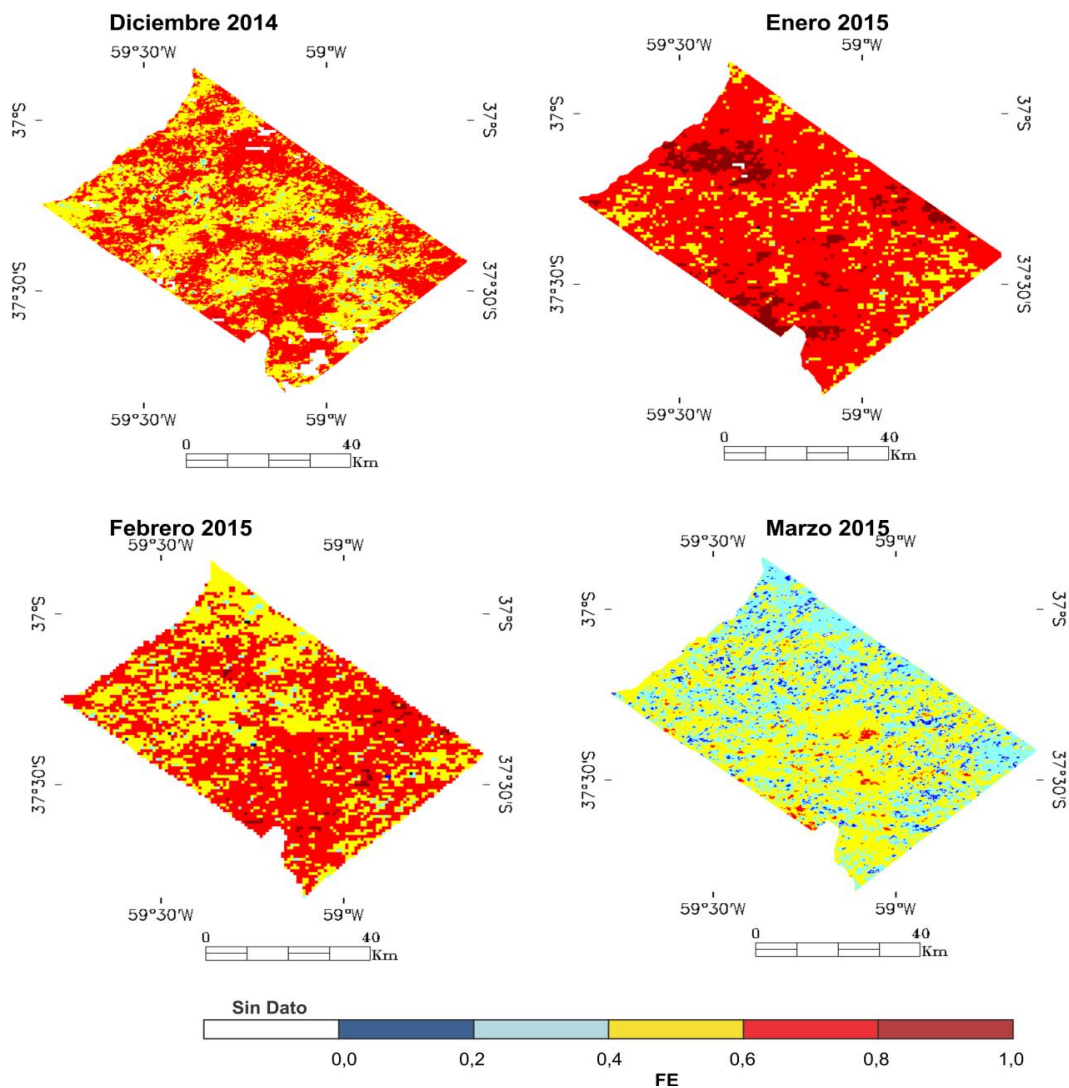 Diciembre 2014
59°30'W 59°W
37°S 37°S
37°30'S 37°30'S
59°30'W 59°W
0 40
Km
Enero 2015
59°30'W 59°W
37°S 37°S
37°30'S 37°30'S
59°30'W 59°W
0 40
Km
Febrero 2015
59°30'W 59°W
37°S 37°S
37°30'S 37°30'S
59°30'W 59°W
0 40
Km
Marzo 2015
59°30'W 59°W
37°S 37°S
37°30'S 37°30'S
59°30'W 59°W
0 40
Km
Sin Dato
0,0 0,2 0,4 0,6 0,8 1,0
FE